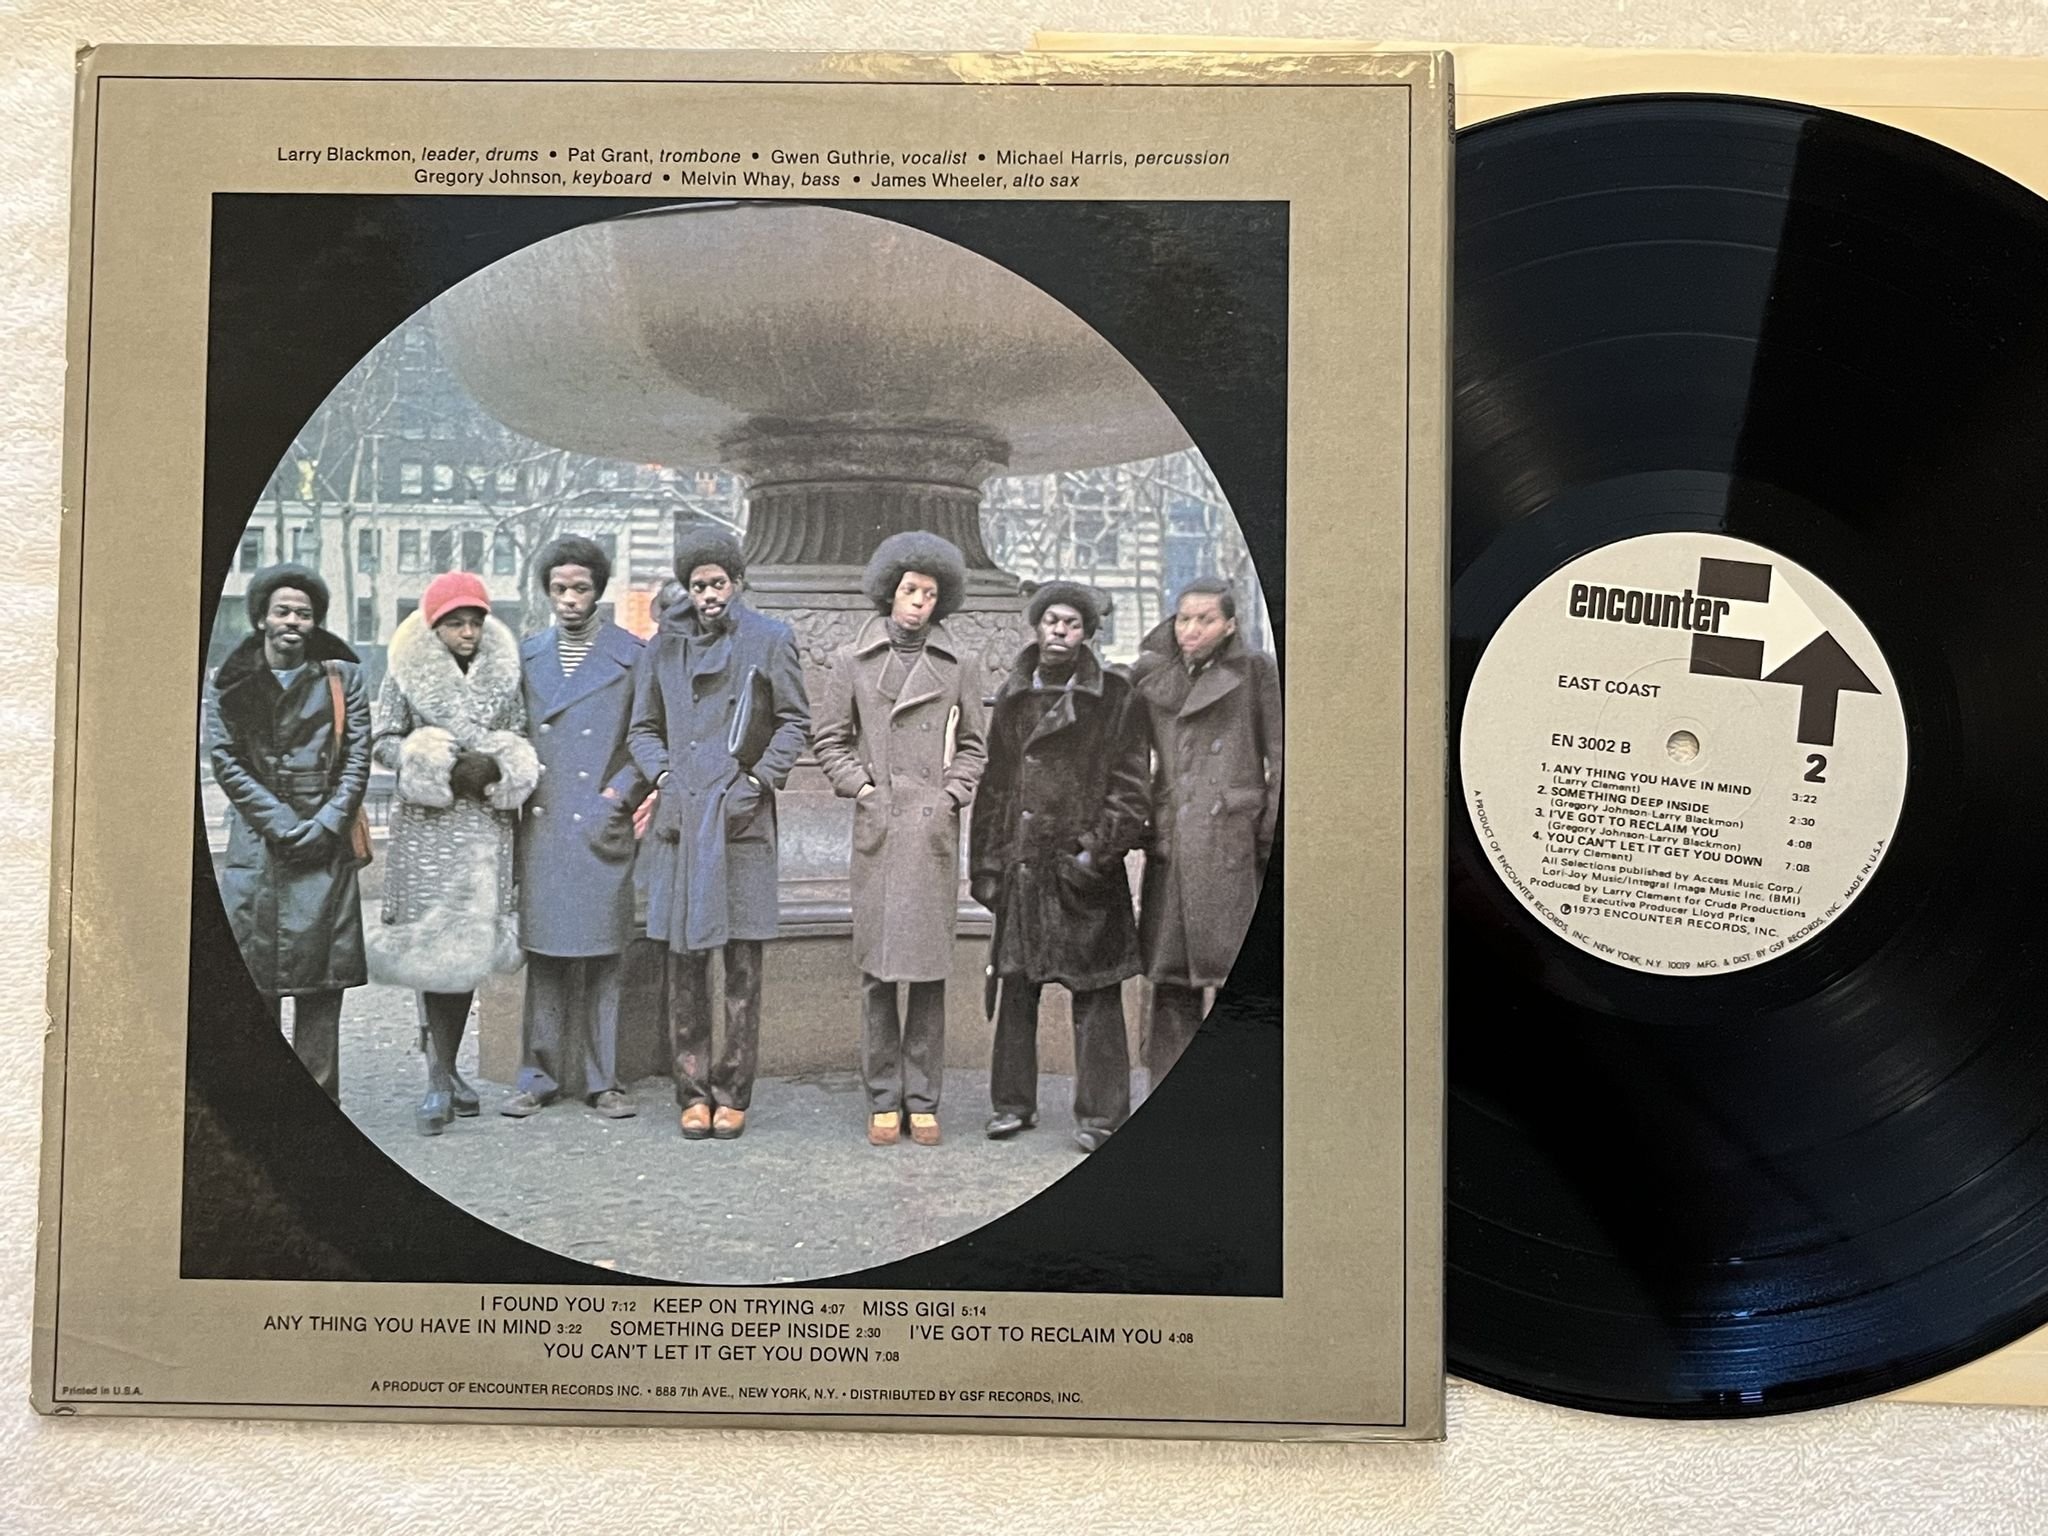 Larry Blackmon, leader, drums • Pat Grant, trombone • Gwen Guthrie, vocalist • Michael Harris, percussion
Gregory Johnson, keyboard • Melvin Whay, bass • James Wheeler, alto sax
I FOUND YOU 7:12 KEEP ON TRYING 4:07 MISS GIGI 5:14
ANY THING YOU HAVE IN MIND 3:22 SOMETHING DEEP INSIDE 2:30 I'VE GOT TO RECLAIM YOU 4:08
YOU CAN'T LET IT GET YOU DOWN 7:08
Printed in U.S.A.
A PRODUCT OF ENCOUNTER RECORDS INC. • 888 7th AVE., NEW YORK, N.Y. • DISTRIBUTED BY GSF RECORDS, INC.
encounter
EAST COAST
EN 3002 B
2
1. ANY THING YOU HAVE IN MIND 3:22
(Larry Clement)
2. SOMETHING DEEP INSIDE 2:30
(Gregory Johnson-Larry Blackmon)
3. I'VE GOT TO RECLAIM YOU 4:08
(Gregory Johnson-Larry Blackmon)
4. YOU CAN'T LET IT GET YOU DOWN 7:08
(Larry Clement)
All Selections published by Access Music Corp./
Lori-Joy Music/Integral Image Music Inc. (BMI)
Produced by Larry Clement for Crude Productions
Executive Producer Lloyd Price
℗1973 ENCOUNTER RECORDS, INC.
A PRODUCT OF ENCOUNTER RECORDS, INC. NEW YORK, N.Y. 10019 MFG. & DIST. BY GSF RECORDS, INC. MADE IN U.S.A.